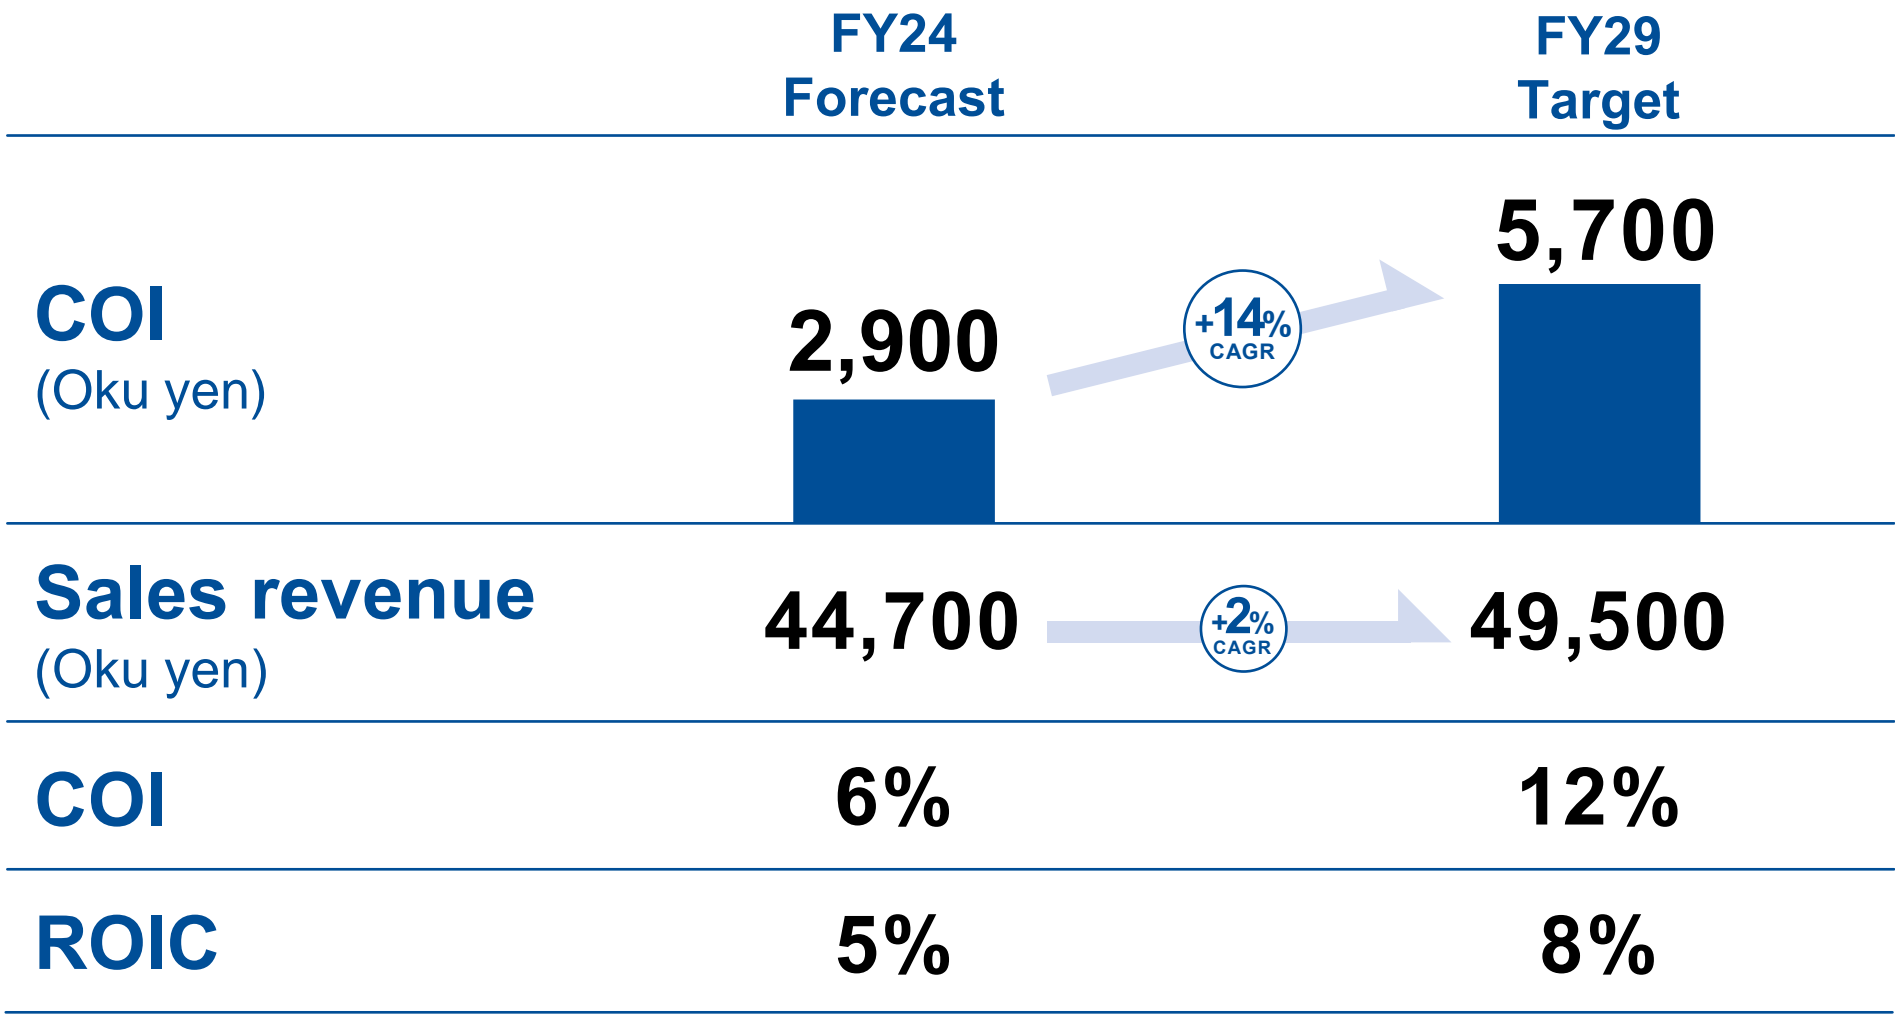 FY24
Forecast
FY29
Target
COI
(Oku yen)
2,900
+14%
CAGR
5,700
Sales revenue
(Oku yen)
44,700
+2%
CAGR
49,500
COI
6%
12%
ROIC
5%
8%